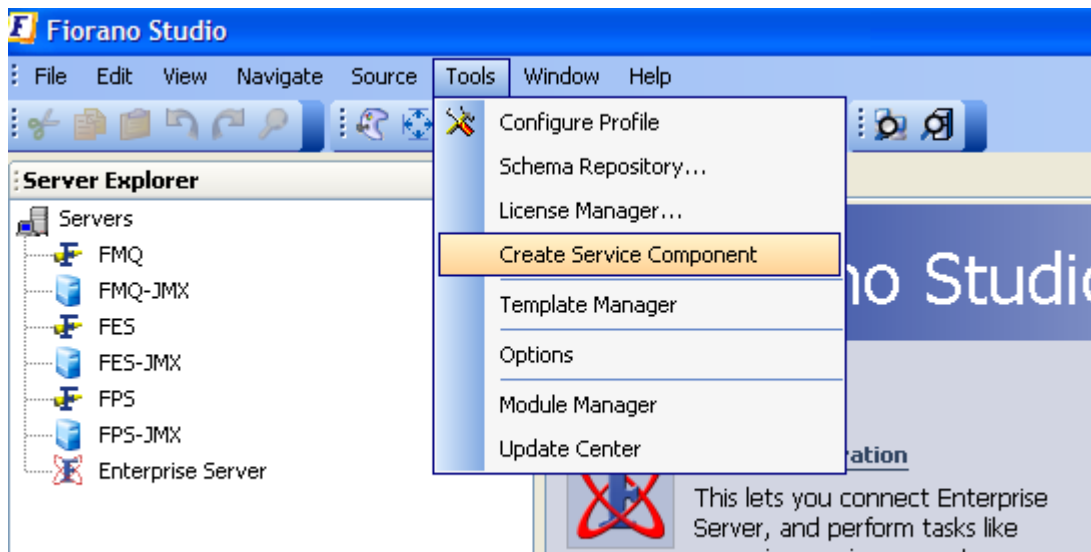 Fiorano Studio
File Edit View Navigate Source Tools Window Help
Configure Profile
Schema Repository...
License Manager...
Create Service Component
Template Manager
Options
Module Manager
Update Center
Server Explorer
Servers
FMQ
FMQ-JMX
FES
FES-JMX
FPS
FPS-JMX
Enterprise Server
no Studi
ration
This lets you connect Enterprise
Server, and perform tasks like